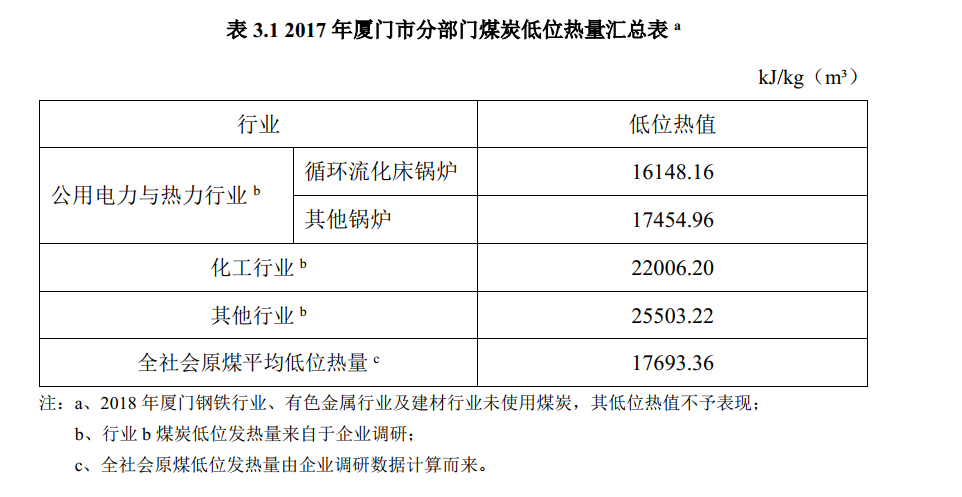 表 3.1 2017 年厦门市分部门煤炭低位热量汇总表 ᵃ
kJ/kg（m³）
行业 低位热值
公用电力与热力行业 ᵇ 循环流化床锅炉 16148.16
其他锅炉 17454.96
化工行业 ᵇ 22006.20
其他行业 ᵇ 25503.22
全社会原煤平均低位热量 ᶜ 17693.36
注：a、2018 年厦门钢铁行业、有色金属行业及建材行业未使用煤炭，其低位热值不予表现；
b、行业 b 煤炭低位发热量来自于企业调研；
c、全社会原煤低位发热量由企业调研数据计算而来。